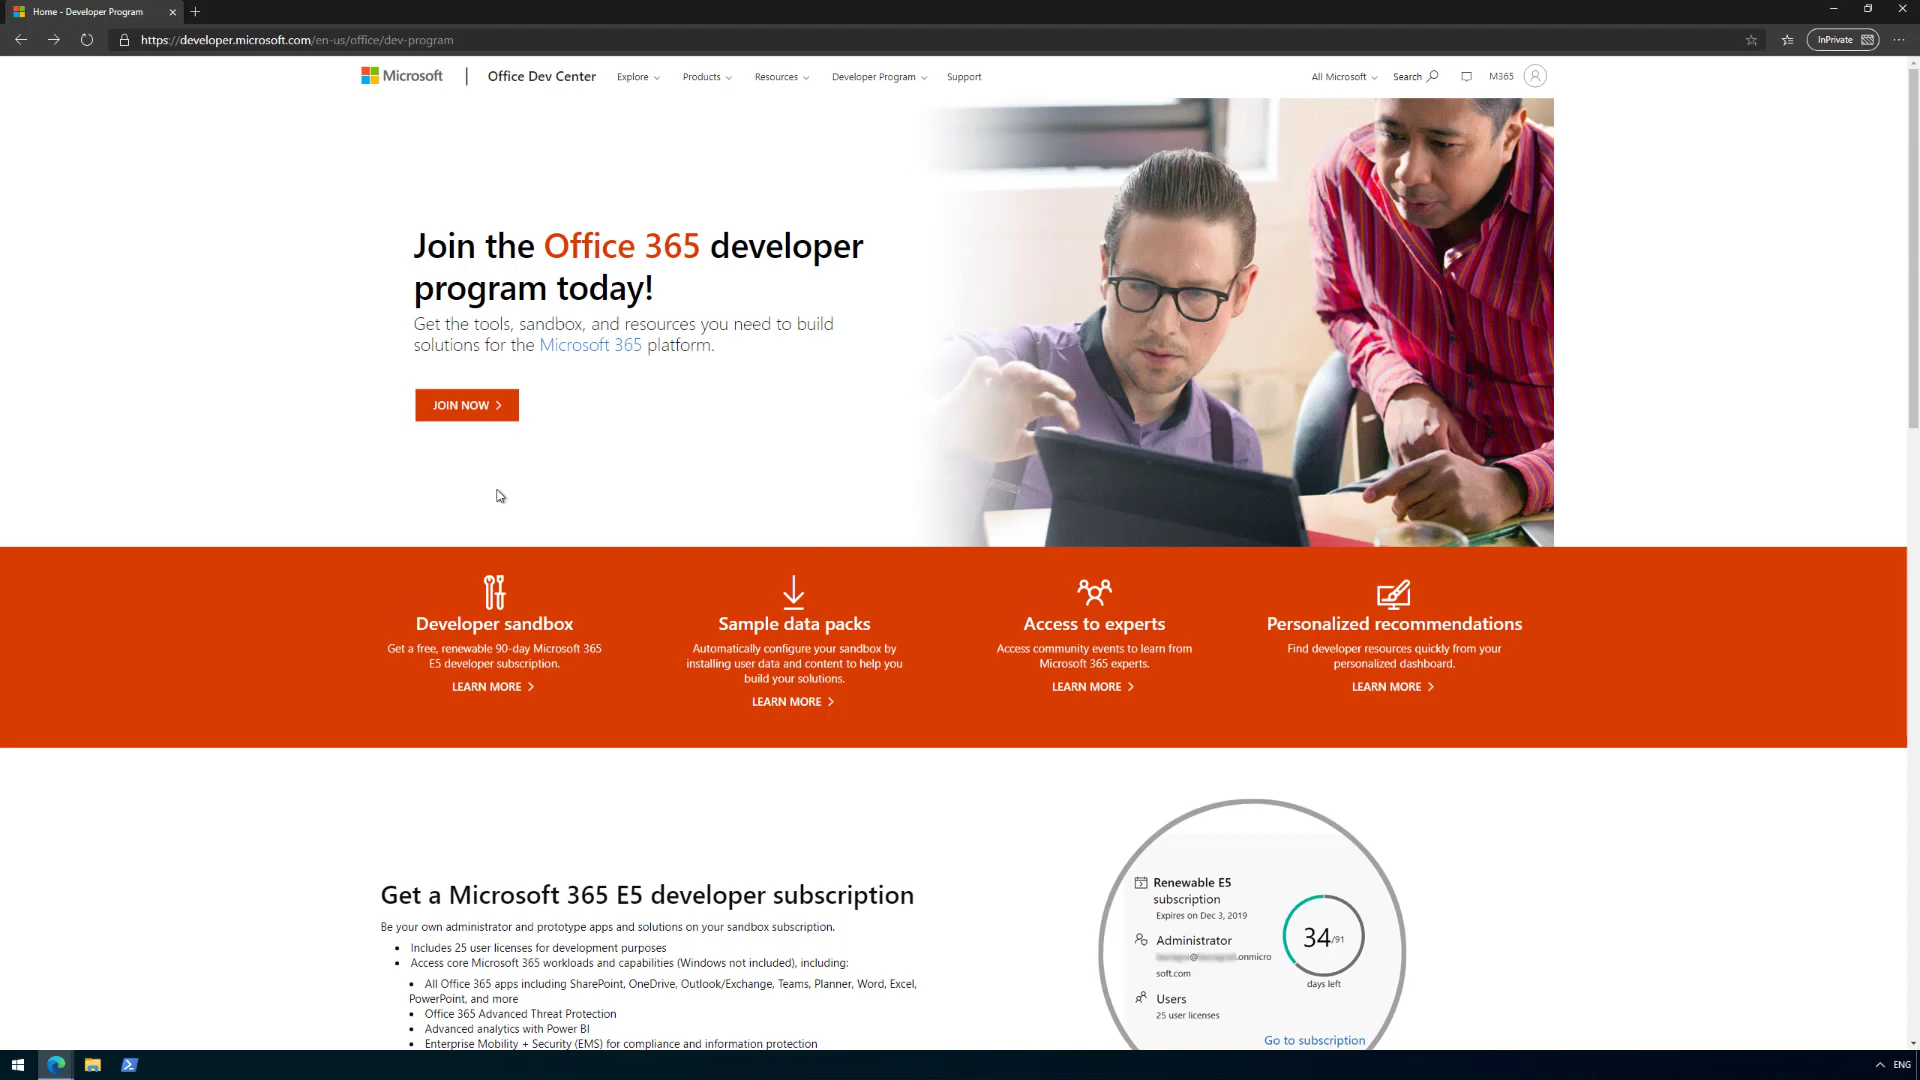 Home - Developer Program
https://developer.microsoft.com/en-us/office/dev-program
InPrivate
Microsoft
Office Dev Center
Explore
Products
Resources
Developer Program
Support
All Microsoft
Search
M365
Join the Office 365 developer
program today!
Get the tools, sandbox, and resources you need to build
solutions for the Microsoft 365 platform.
JOIN NOW
Developer sandbox
Get a free, renewable 90-day Microsoft 365
E5 developer subscription.
LEARN MORE
Sample data packs
Automatically configure your sandbox by
installing user data and content to help you
build your solutions.
LEARN MORE
Access to experts
Access community events to learn from
Microsoft 365 experts.
LEARN MORE
Personalized recommendations
Find developer resources quickly from your
personalized dashboard.
LEARN MORE
Get a Microsoft 365 E5 developer subscription
Be your own administrator and prototype apps and solutions on your sandbox subscription.
• Includes 25 user licenses for development purposes
• Access core Microsoft 365 workloads and capabilities (Windows not included), including:
• All Office 365 apps including SharePoint, OneDrive, Outlook/Exchange, Teams, Planner, Word, Excel,
PowerPoint, and more
• Office 365 Advanced Threat Protection
• Advanced analytics with Power BI
• Enterprise Mobility + Security (EMS) for compliance and information protection
Renewable E5
subscription
Expires on Dec 3, 2019
Administrator
@ .onmicro
soft.com
Users
25 user licenses
34/91
days left
Go to subscription
ENG